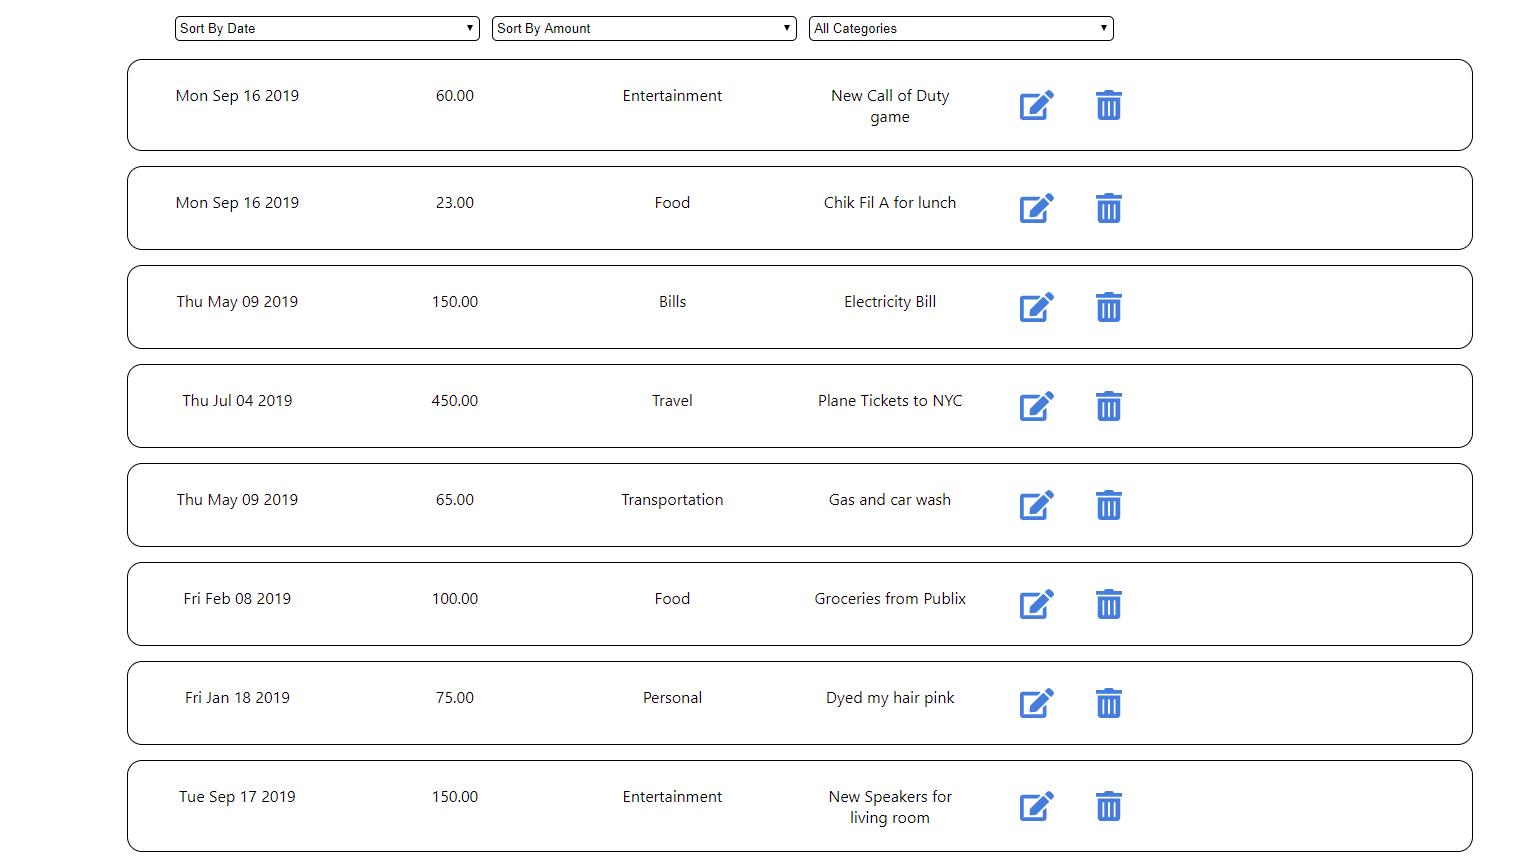 Sort By Date Sort By Amount All Categories
Mon Sep 16 2019 60.00 Entertainment New Call of Duty
game
Mon Sep 16 2019 23.00 Food Chik Fil A for lunch
Thu May 09 2019 150.00 Bills Electricity Bill
Thu Jul 04 2019 450.00 Travel Plane Tickets to NYC
Thu May 09 2019 65.00 Transportation Gas and car wash
Fri Feb 08 2019 100.00 Food Groceries from Publix
Fri Jan 18 2019 75.00 Personal Dyed my hair pink
Tue Sep 17 2019 150.00 Entertainment New Speakers for
living room